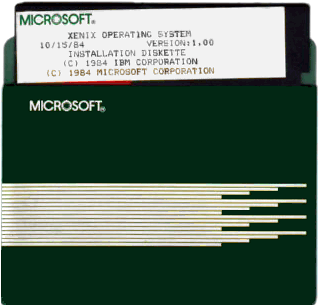 MICROSOFT®
XENIX OPERATING SYSTEM
10/15/84 VERSION:1.00
INSTALLATION DISKETTE
(C) 1984 IBM CORPORATION
(C) 1984 MICROSOFT CORPORATION
MICROSOFT®